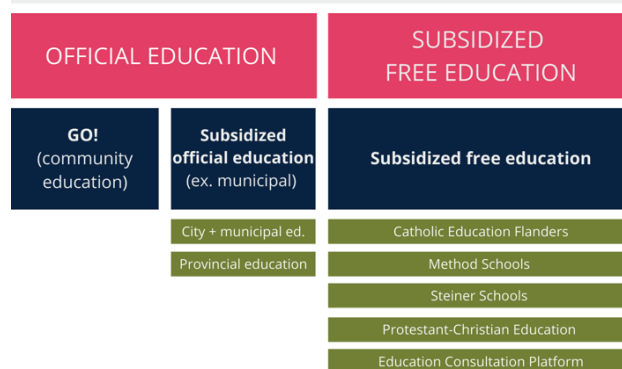 OFFICIAL EDUCATION
SUBSIDIZED
FREE EDUCATION
GO!
(community
education)
Subsidized
official education
(ex. municipal)
Subsidized free education
City + municipal ed.
Provincial education
Catholic Education Flanders
Method Schools
Steiner Schools
Protestant-Christian Education
Education Consultation Platform